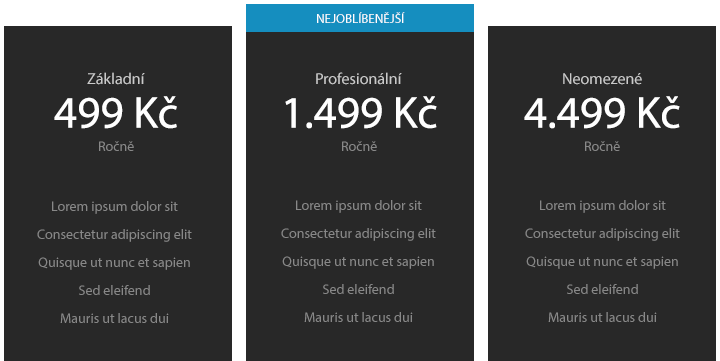 Základní
499 Kč
Ročně
Lorem ipsum dolor sit
Consectetur adipiscing elit
Quisque ut nunc et sapien
Sed eleifend
Mauris ut lacus dui
NEJOBLÍBENĚJŠÍ
Profesionální
1.499 Kč
Ročně
Lorem ipsum dolor sit
Consectetur adipiscing elit
Quisque ut nunc et sapien
Sed eleifend
Mauris ut lacus dui
Neomezené
4.499 Kč
Ročně
Lorem ipsum dolor sit
Consectetur adipiscing elit
Quisque ut nunc et sapien
Sed eleifend
Mauris ut lacus dui